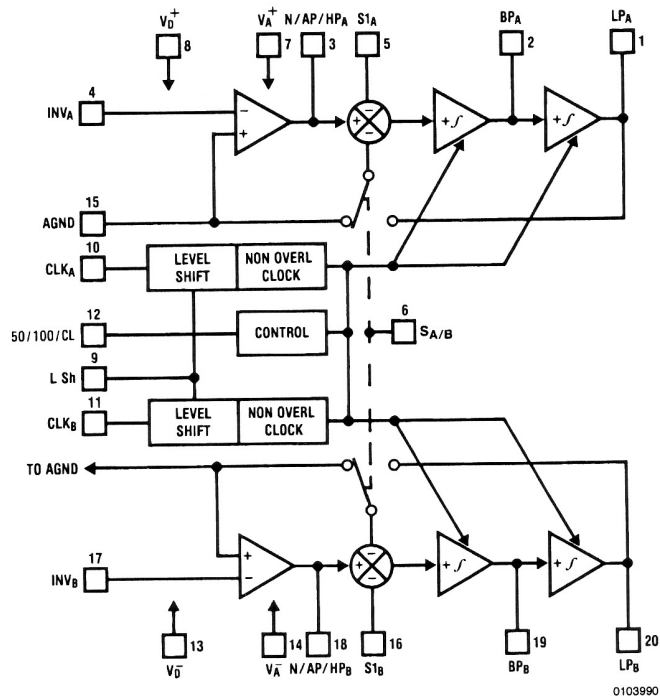 V_D^+ V_A^+ N/AP/HP_A S1_A BP_A LP_A
8 7 3 5 2 1
4
INV_A
− + + − − +∫ +∫
15
AGND
10
CLK_A LEVEL SHIFT NON OVERL CLOCK
12
50/100/CL CONTROL 6 S_A/B
9
L Sh
11
CLK_B LEVEL SHIFT NON OVERL CLOCK
TO AGND
17
INV_B + − + − − +∫ +∫
13 14 18 16 19 20
V_D^- V_A^- N/AP/HP_B S1_B BP_B LP_B
0103990